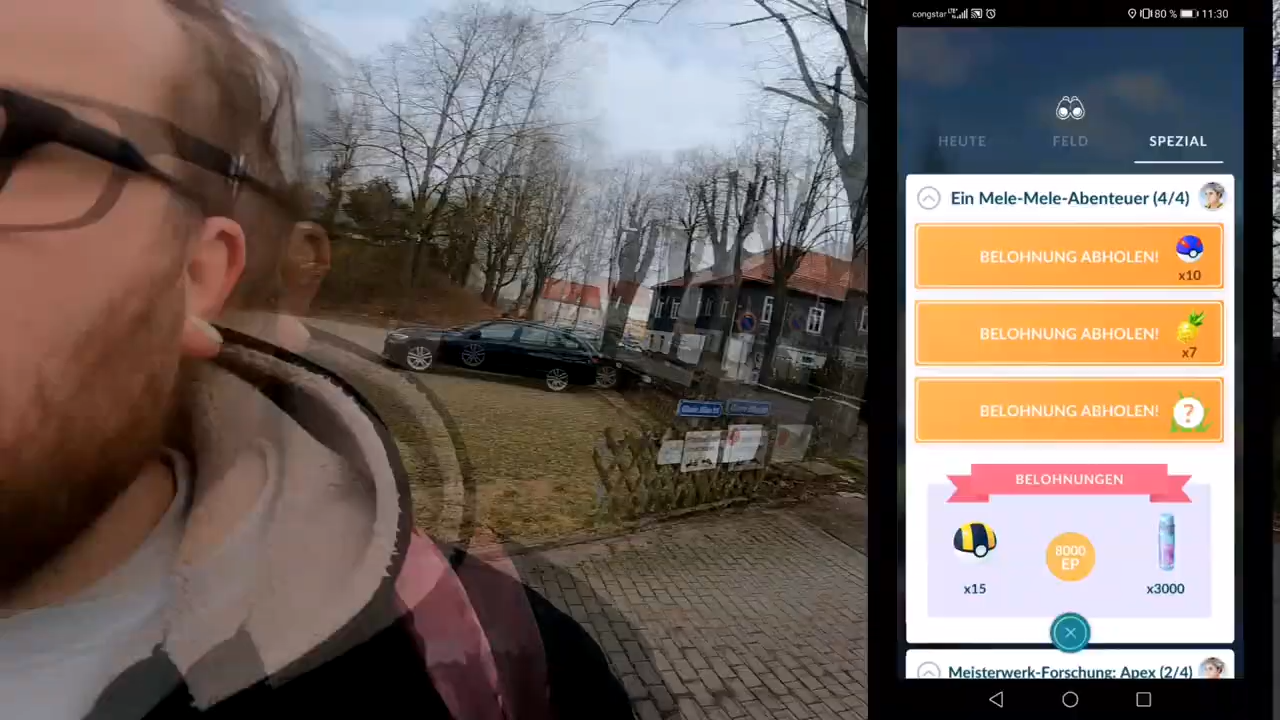 congstar 80 % 11:30
HEUTE FELD SPEZIAL
Ein Mele-Mele-Abenteuer (4/4)
BELOHNUNG ABHOLEN!
x10
BELOHNUNG ABHOLEN!
x7
BELOHNUNG ABHOLEN!
?
BELOHNUNGEN
8000
EP
x15
x3000
Meisterwerk-Forschung: Apex (2/4)